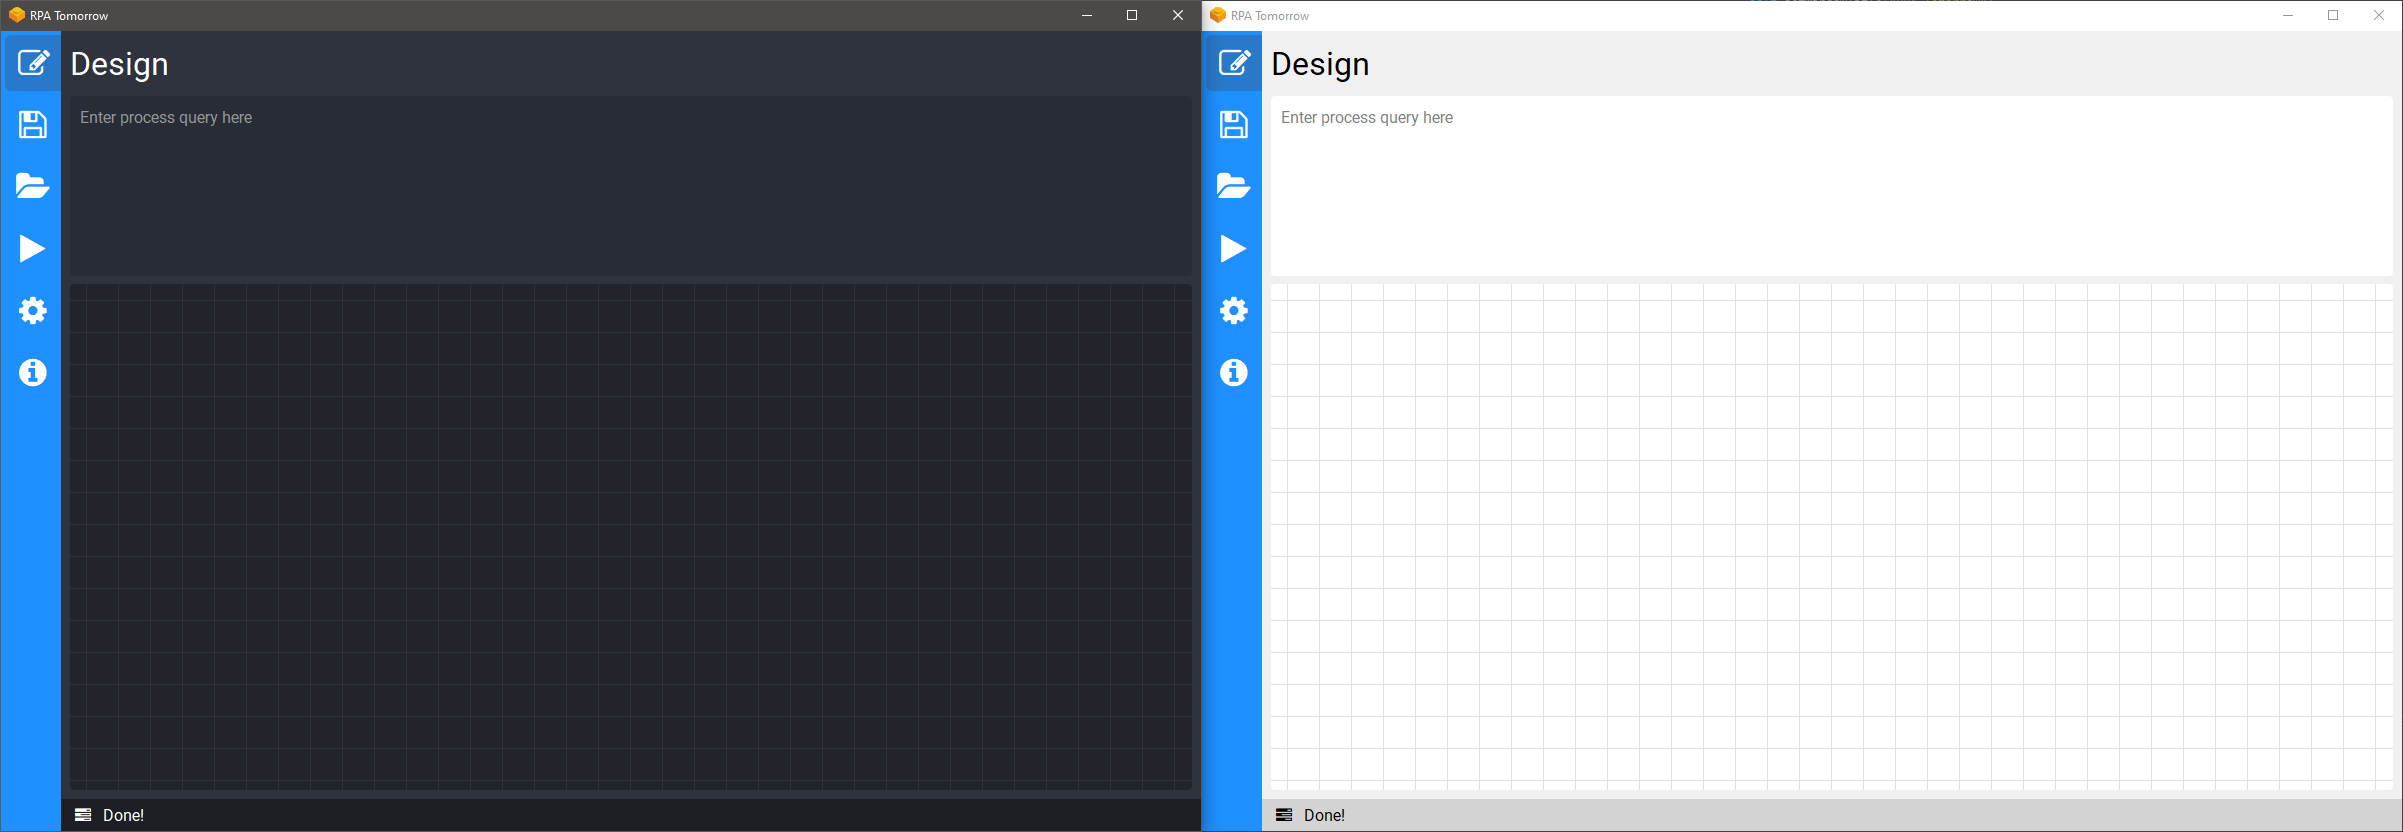 RPA Tomorrow
Design
Enter process query here
Done!
RPA Tomorrow
Design
Enter process query here
Done!